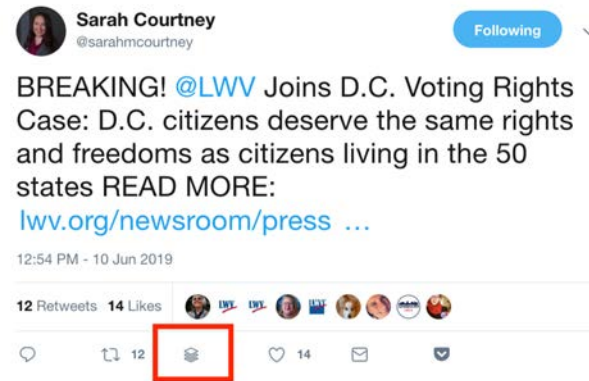 Sarah Courtney
@sarahmcourtney
Following
BREAKING! @LWV Joins D.C. Voting Rights
Case: D.C. citizens deserve the same rights
and freedoms as citizens living in the 50
states READ MORE:
lwv.org/newsroom/press …
12:54 PM - 10 Jun 2019
12 Retweets 14 Likes
LWV LWV
12 14